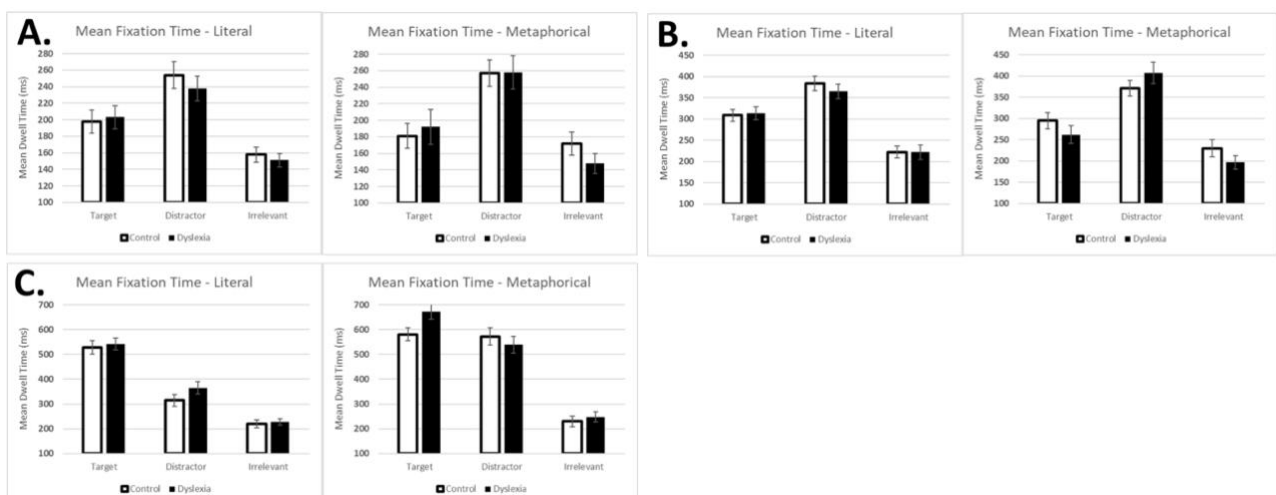 A.
Mean Fixation Time - Literal
Mean Dwell Time (ms)
280
260
240
220
200
180
160
140
120
100
Target Distractor Irrelevant
Control Dyslexia
Mean Fixation Time - Metaphorical
Mean Dwell Time (ms)
280
260
240
220
200
180
160
140
120
100
Target Distractor Irrelevant
Control Dyslexia
B.
Mean Fixation Time - Literal
Mean Dwell Time (ms)
450
400
350
300
250
200
150
100
Target Distractor Irrelevant
Control Dyslexia
Mean Fixation Time - Metaphorical
Mean Dwell Time (ms)
450
400
350
300
250
200
150
100
Target Distractor Irrelevant
Control Dyslexia
C.
Mean Fixation Time - Literal
Mean Dwell Time (ms)
700
600
500
400
300
200
100
Target Distractor Irrelevant
Control Dyslexia
Mean Fixation Time - Metaphorical
Mean Dwell Time (ms)
700
600
500
400
300
200
100
Target Distractor Irrelevant
Control Dyslexia